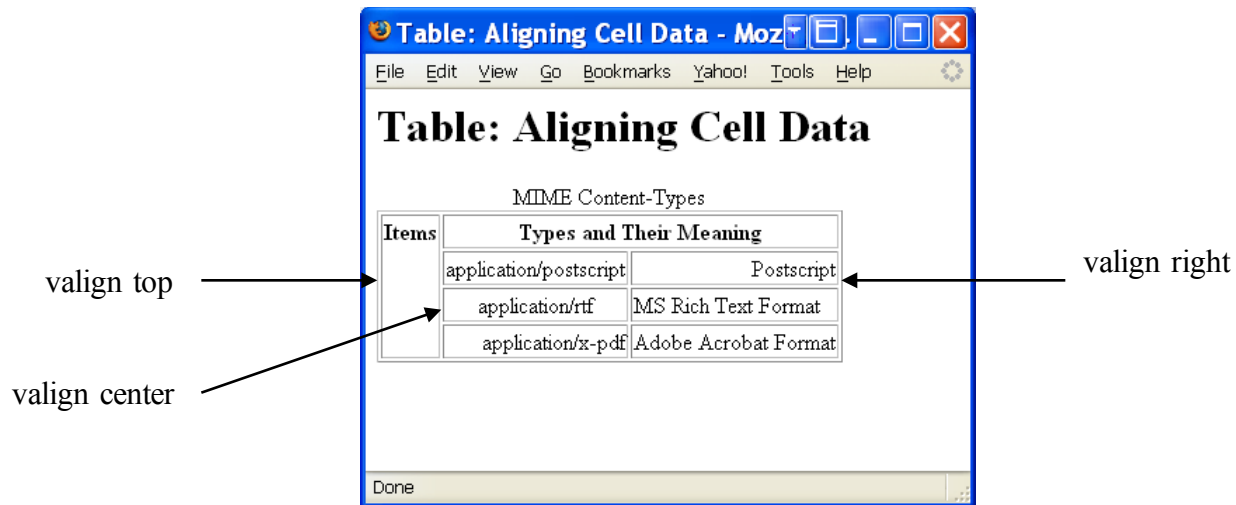 Table: Aligning Cell Data - Moz
File Edit View Go Bookmarks Yahoo! Tools Help
Table: Aligning Cell Data
MIME Content-Types
Items Types and Their Meaning
application/postscript Postscript
application/rtf MS Rich Text Format
application/x-pdf Adobe Acrobat Format
valign top
valign center
valign right
Done